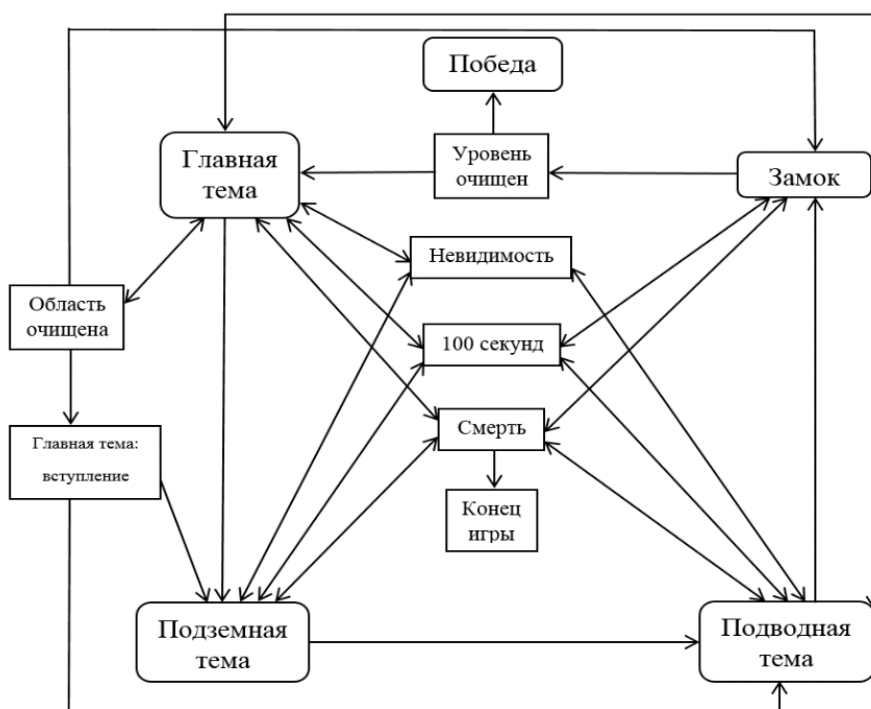 Победа
Главная
тема
Уровень
очищен
Замок
Невидимость
Область
очищена
100 секунд
Смерть
Главная тема:
вступление
Конец
игры
Подземная
тема
Подводная
тема